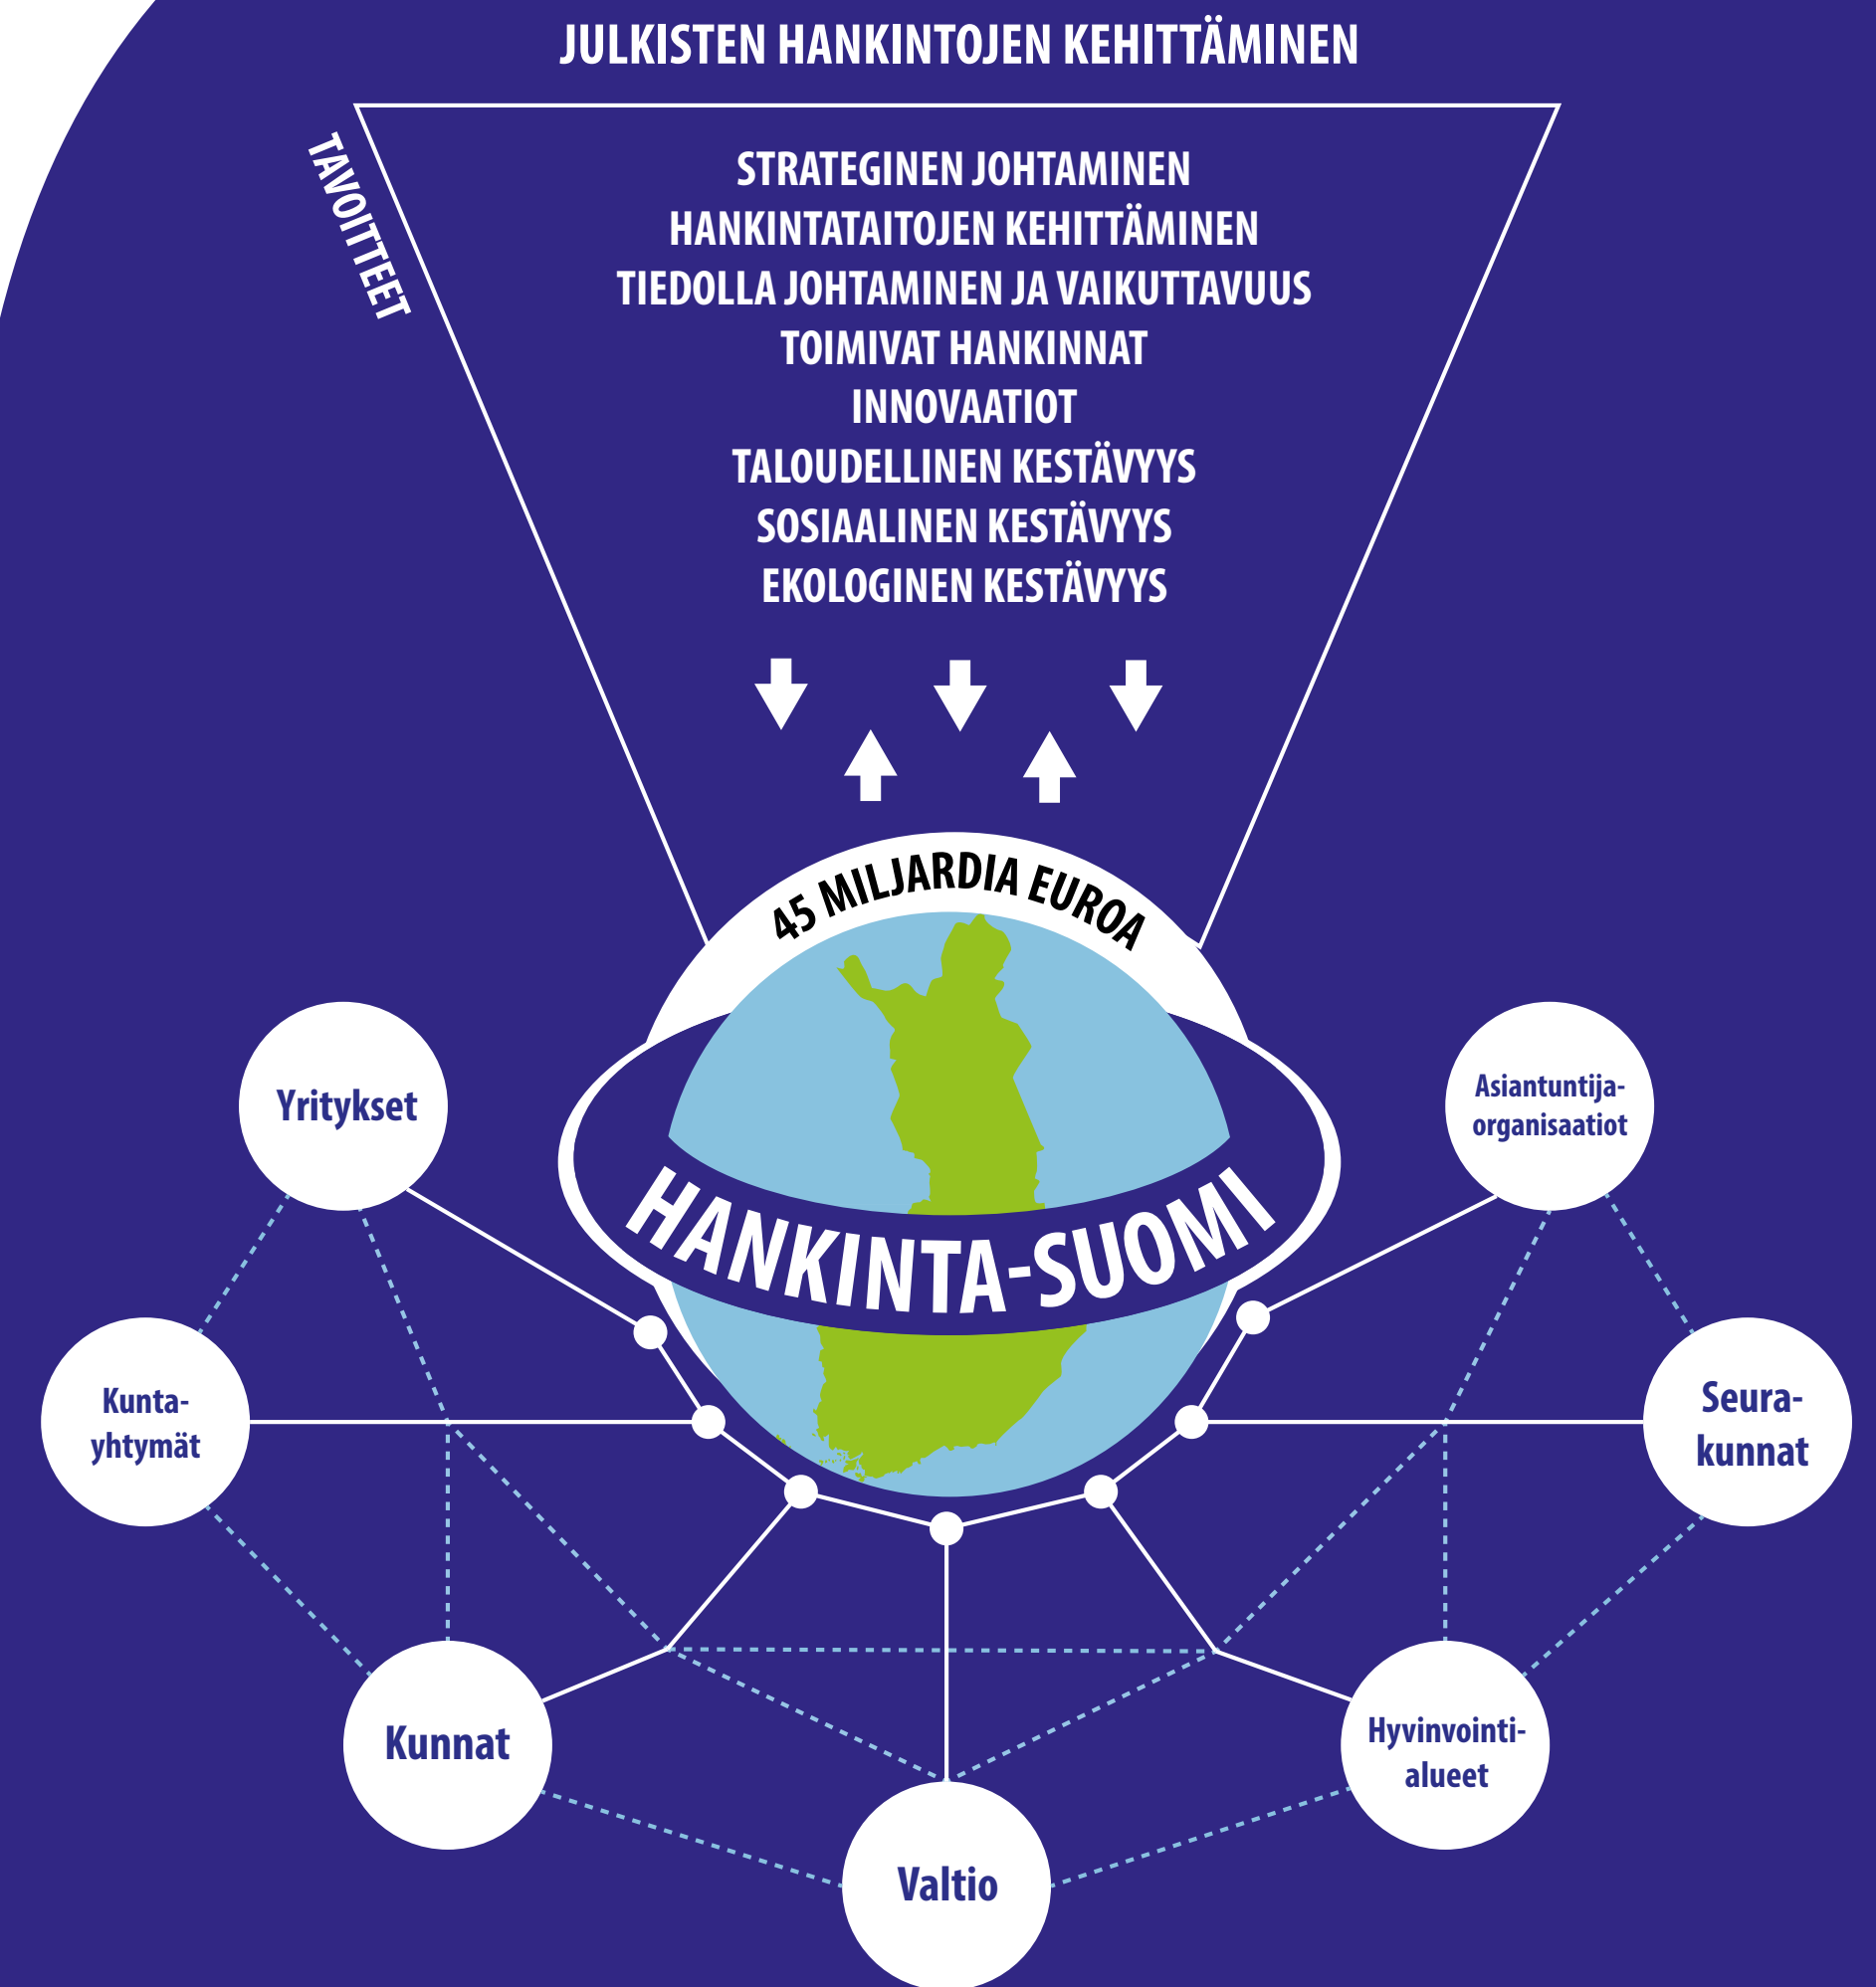 JULKISTEN HANKINTOJEN KEHITTÄMINEN
TAVOITTEET
STRATEGINEN JOHTAMINEN
HANKINTATAITOJEN KEHITTÄMINEN
TIEDOLLA JOHTAMINEN JA VAIKUTTAVUUS
TOIMIVAT HANKINNAT
INNOVAATIOT
TALOUDELLINEN KESTÄVYYS
SOSIAALINEN KESTÄVYYS
EKOLOGINEN KESTÄVYYS
45 MILJARDIA EUROA
HANKINTA-SUOMI
Yritykset
Asiantuntija-
organisaatiot
Kunta-
yhtymät
Seura-
kunnat
Kunnat
Hyvinvointi-
alueet
Valtio